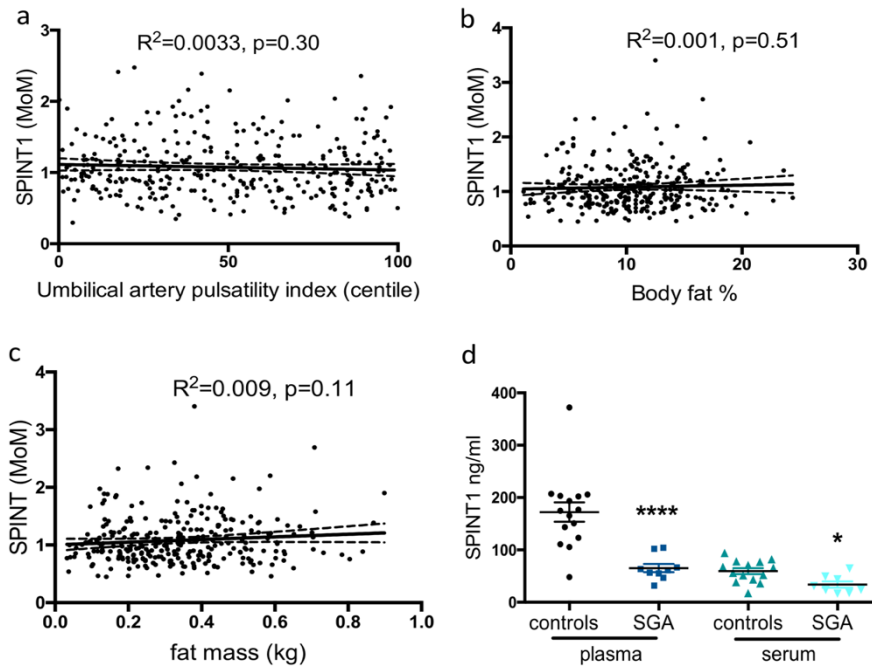 a
R²=0.0033, p=0.30
SPINT1 (MoM)
3
2
1
0
0 50 100
Umbilical artery pulsatility index (centile)
b
R²=0.001, p=0.51
SPINT1 (MoM)
4
3
2
1
0
0 10 20 30
Body fat %
c
R²=0.009, p=0.11
SPINT (MoM)
4
3
2
1
0
0.0 0.2 0.4 0.6 0.8 1.0
fat mass (kg)
d
SPINT1 ng/ml
400
300
200
100
0
****
*
controls SGA controls SGA
plasma serum